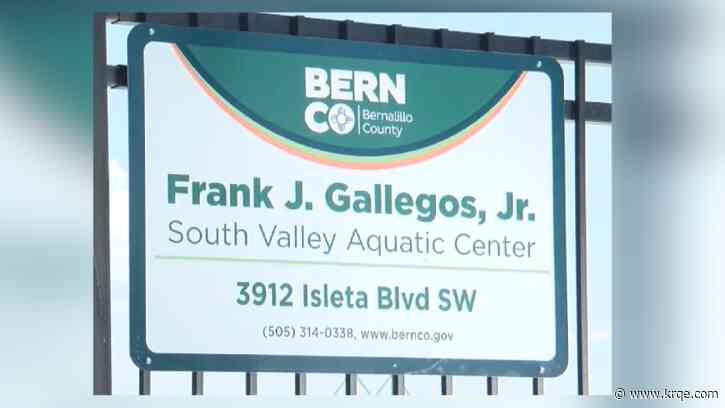 BERN
CO Bernalillo
County
Frank J. Gallegos, Jr.
South Valley Aquatic Center
3912 Isleta Blvd SW
(505) 314-0338, www.bernco.gov
© www.krqe.com